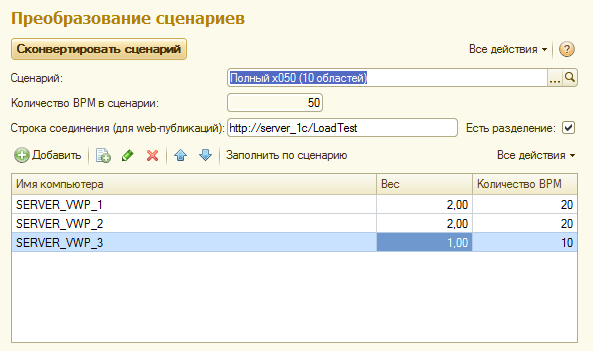 Преобразование сценариев
Сконвертировать сценарий Все действия
Сценарий: Полный x050 (10 областей)
Количество ВРМ в сценарии: 50
Строка соединения (для web-публикаций): http://server_1c/LoadTest Есть разделение:
Добавить Заполнить по сценарию Все действия
Имя компьютера Вес Количество ВРМ
SERVER_VWP_1 2,00 20
SERVER_VWP_2 2,00 20
SERVER_VWP_3 1,00 10